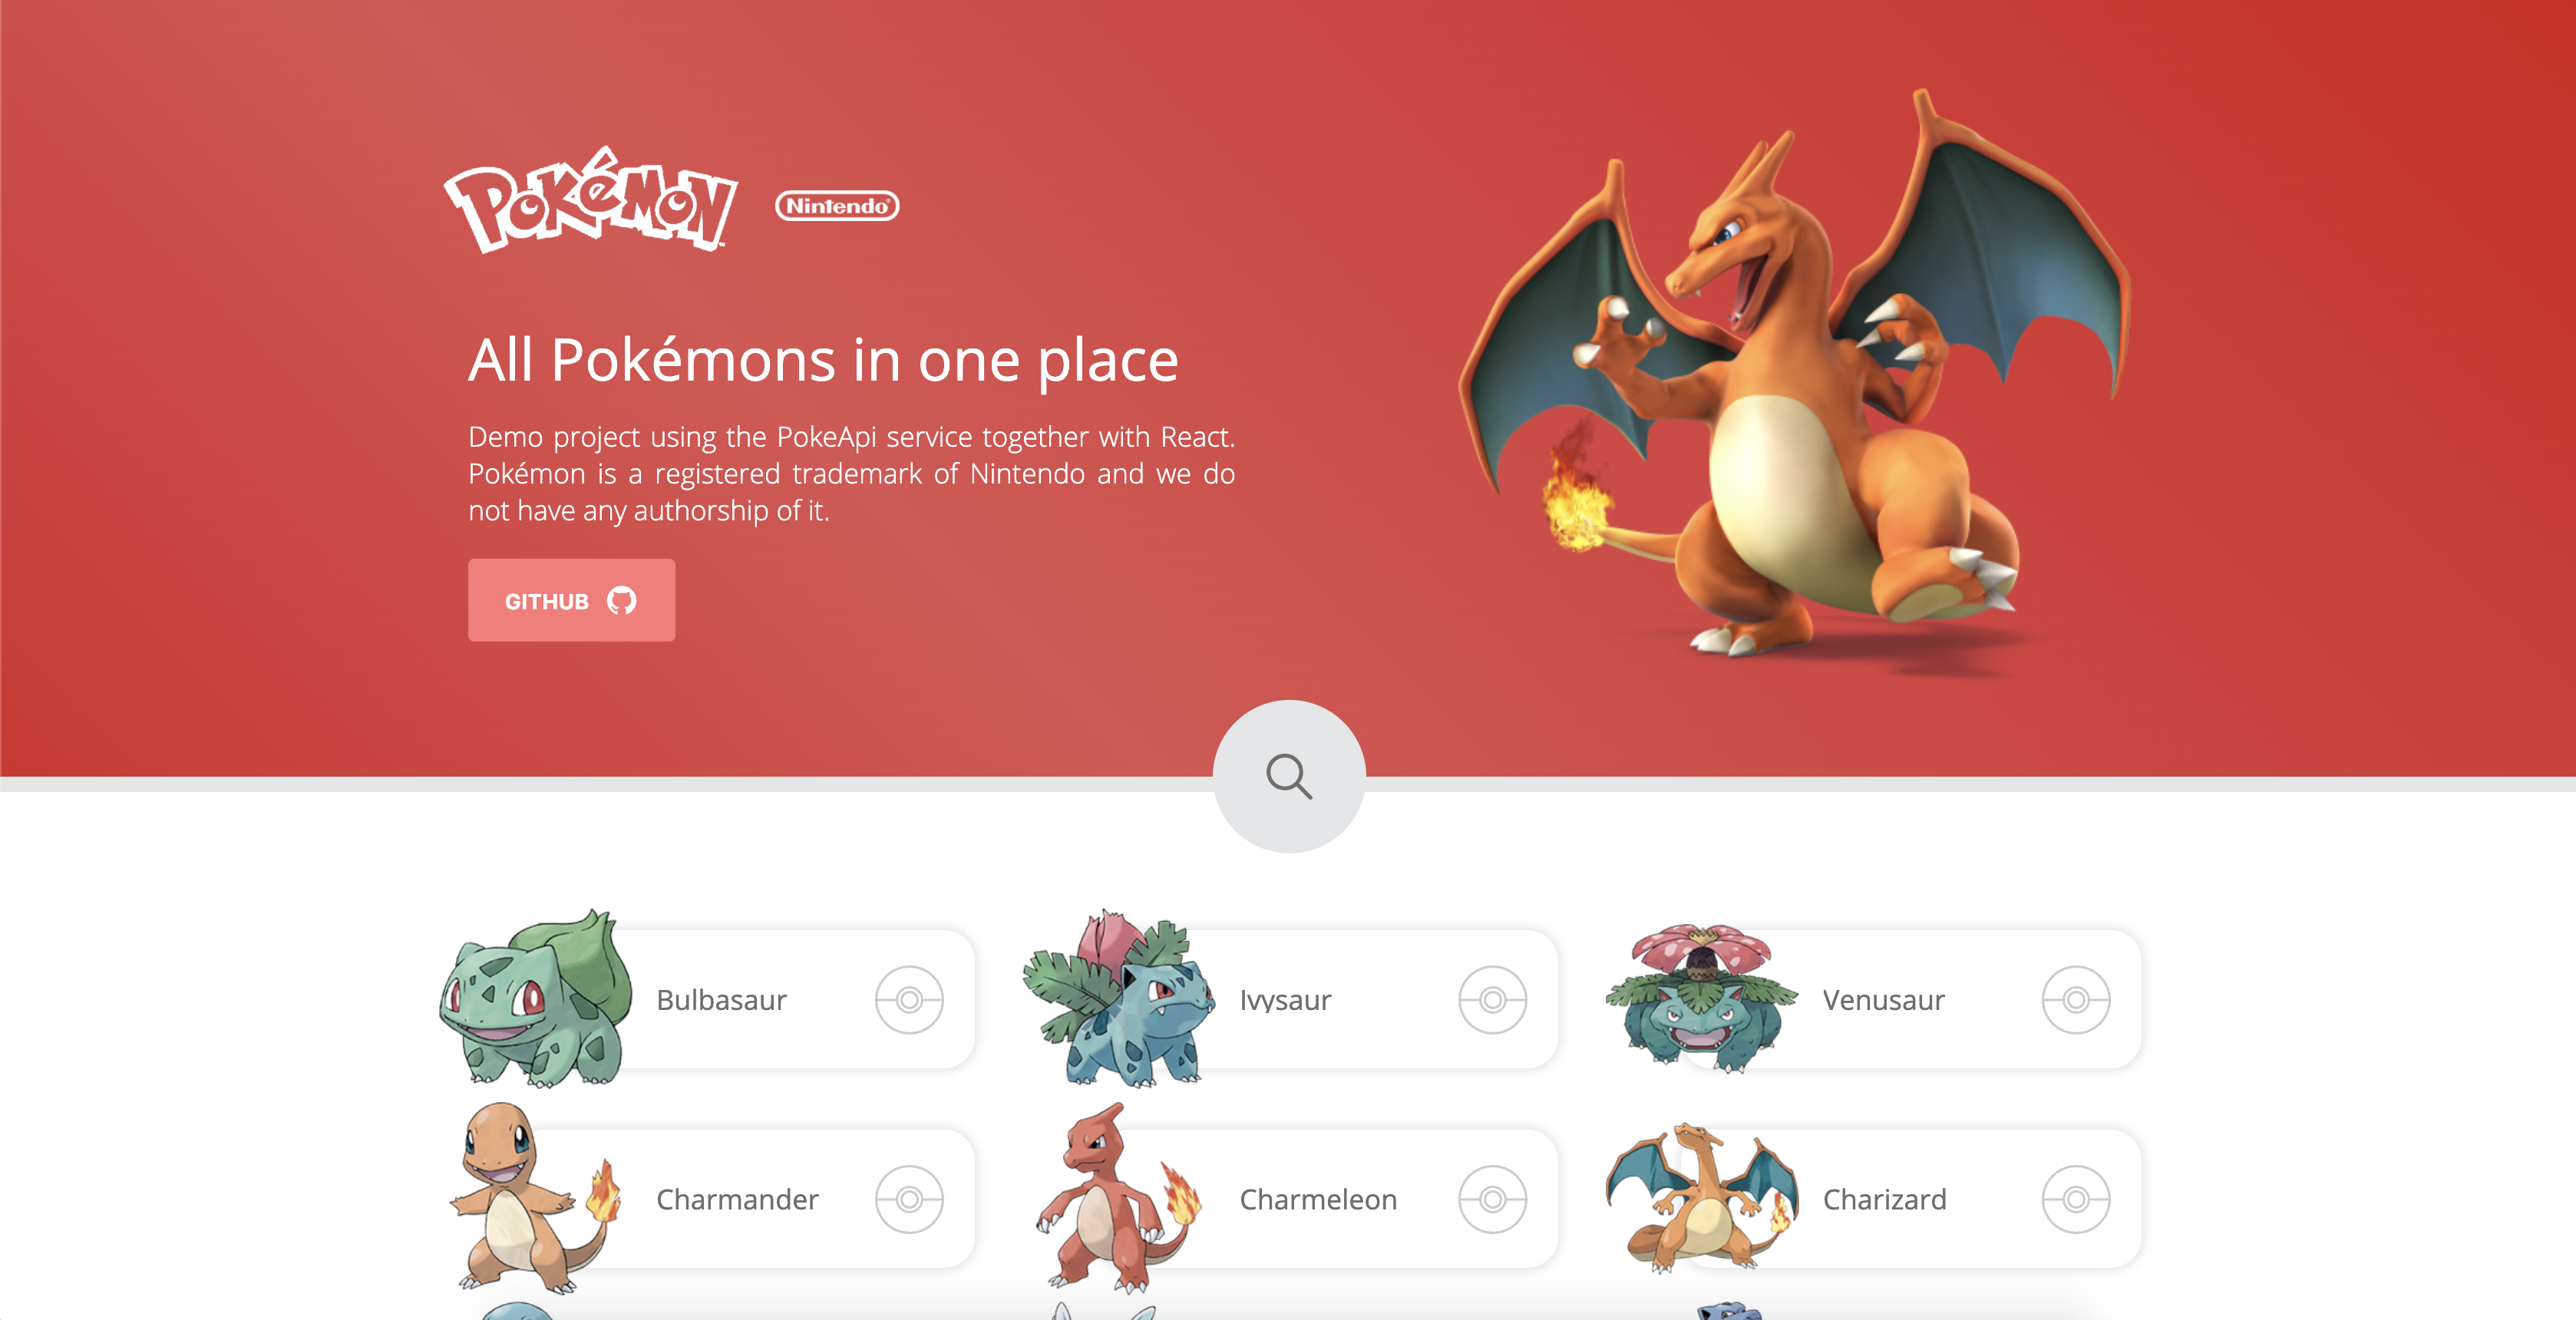 Pokémon
Nintendo®
All Pokémons in one place
Demo project using the PokeApi service together with React.
Pokémon is a registered trademark of Nintendo and we do
not have any authorship of it.
GITHUB
Bulbasaur
Ivysaur
Venusaur
Charmander
Charmeleon
Charizard